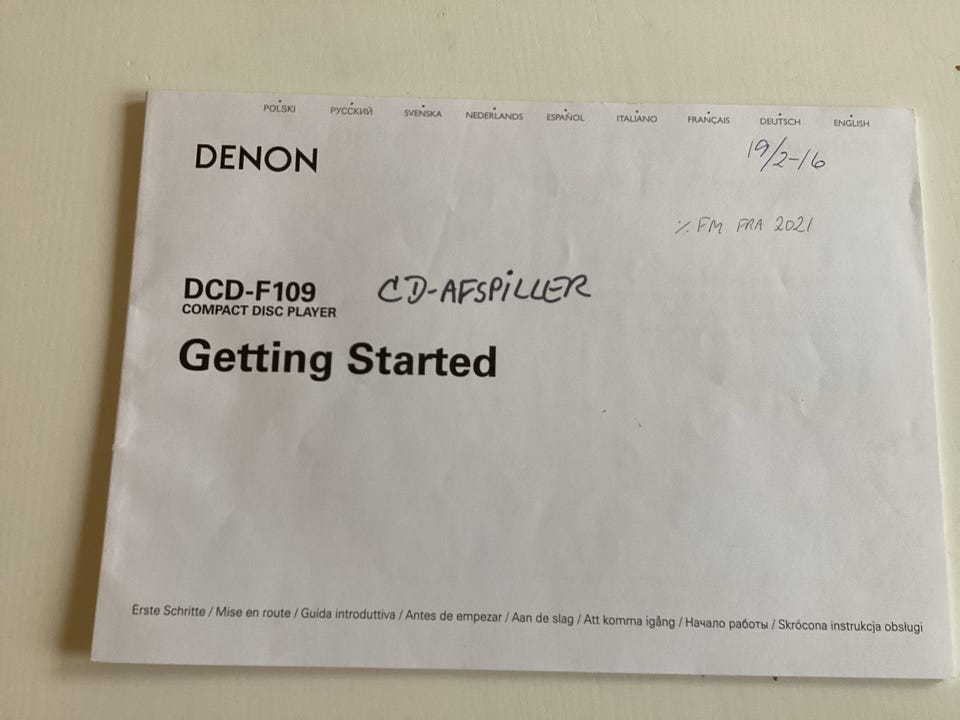 POLSKI РУССКИЙ SVENSKA NEDERLANDS ESPAÑOL ITALIANO FRANÇAIS DEUTSCH ENGLISH
DENON
19/2-16
% FM FRA 2021
DCD-F109 CD-AFSPILLER
COMPACT DISC PLAYER
Getting Started
Erste Schritte / Mise en route / Guida introduttiva / Antes de empezar / Aan de slag / Att komma igång / Начало работы / Skrócona instrukcja obsługi